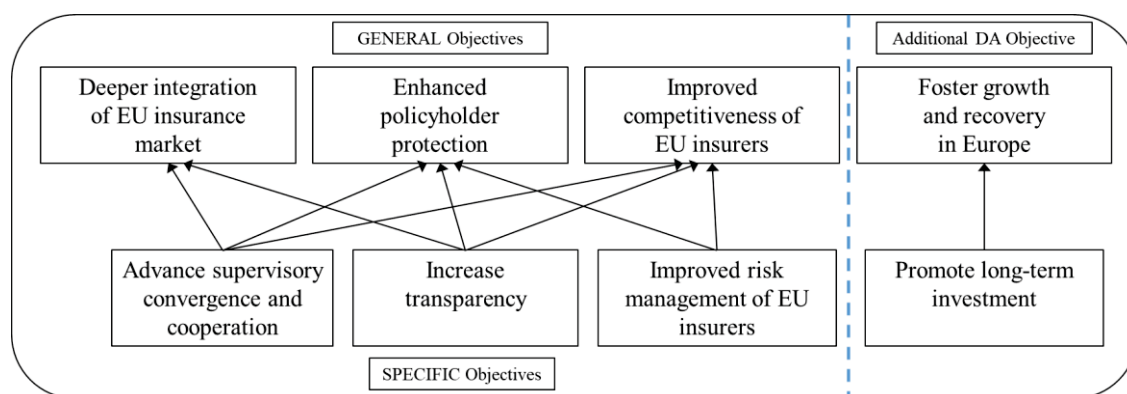 GENERAL Objectives
Additional DA Objective
Deeper integration
of EU insurance
market
Enhanced
policyholder
protection
Improved
competitiveness of
EU insurers
Foster growth
and recovery
in Europe
Advance supervisory
convergence and
cooperation
Increase
transparency
Improved risk
management of EU
insurers
Promote long-term
investment
SPECIFIC Objectives